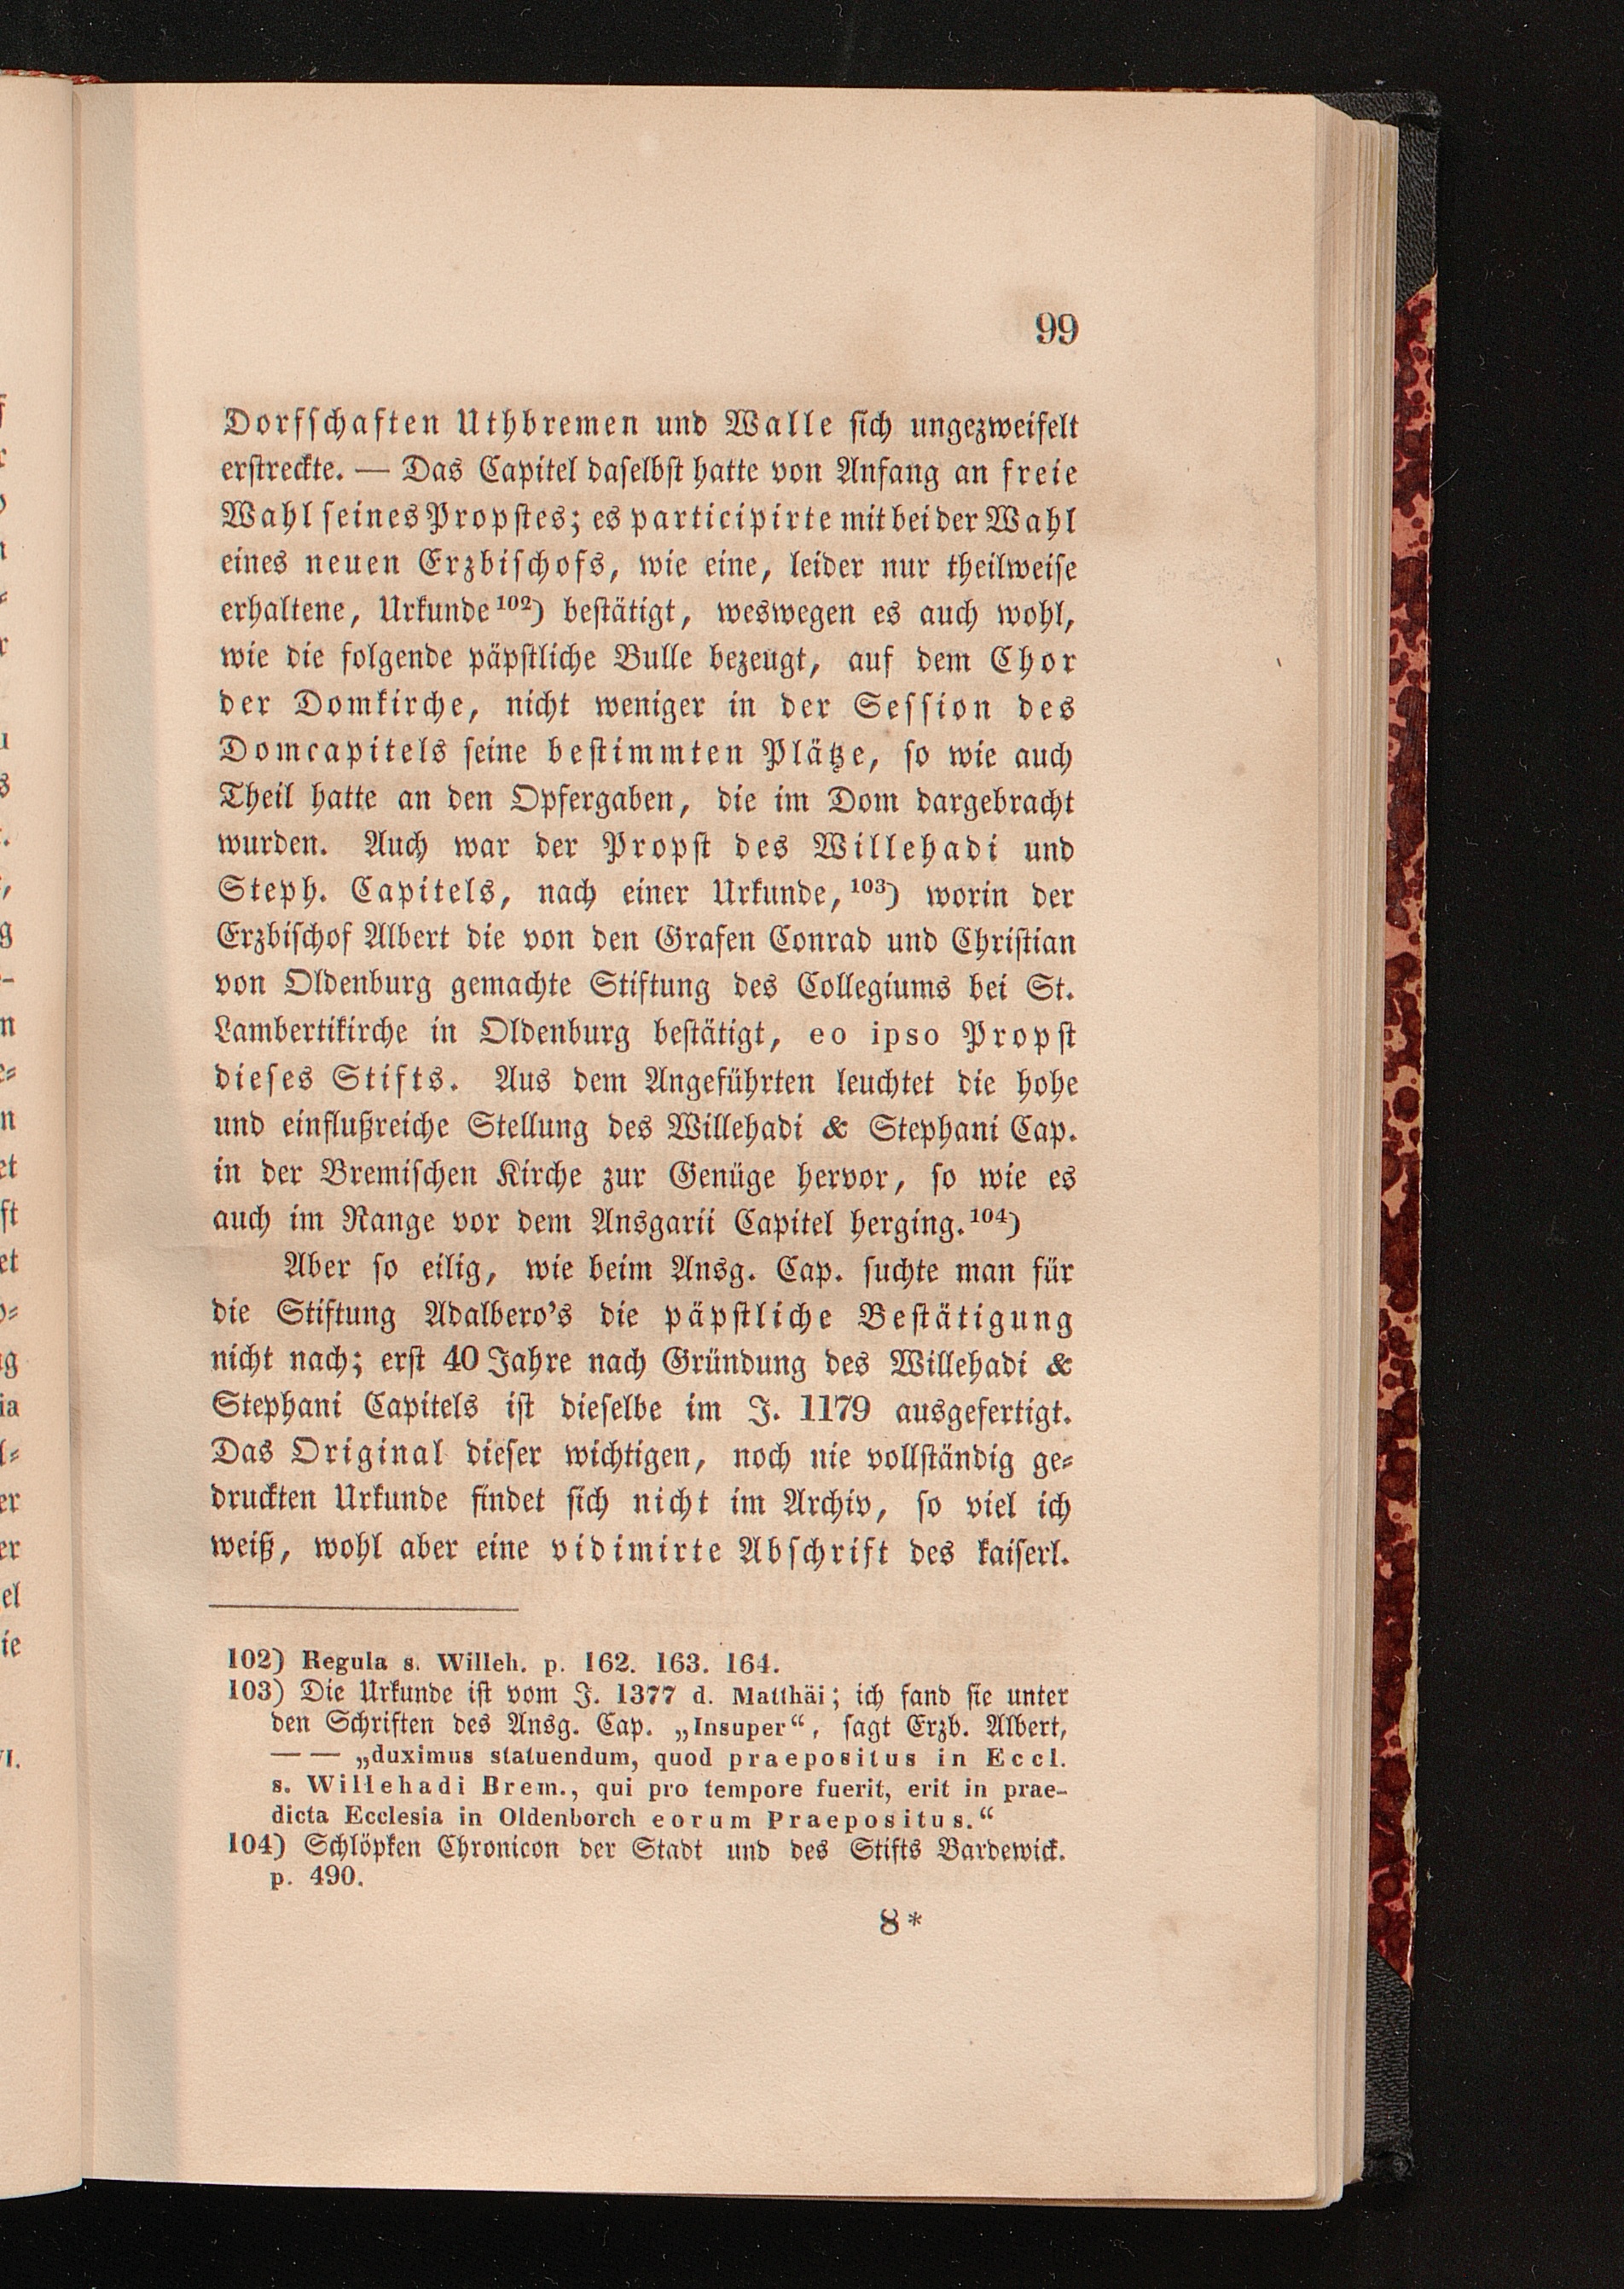 99
Dorfschaften Uthbremen und Walle sich ungezweifelt
erstreckte. — Das Capitel daselbst hatte von Anfang an freie
Wahl seines Propstes; es participirte mit bei der Wahl
eines neuen Erzbischofs, wie eine, leider nur theilweise
erhaltene, Urkunde 102) bestätigt, weswegen es auch wohl,
wie die folgende päpstliche Bulle bezeugt, auf dem Chor
der Domkirche, nicht weniger in der Session des
Domcapitels seine bestimmten Plätze, so wie auch
Theil hatte an den Opfergaben, die im Dom dargebracht
wurden. Auch war der Propst des Willehadi und
Steph. Capitels, nach einer Urkunde, 103) worin der
Erzbischof Albert die von den Grafen Conrad und Christian
von Oldenburg gemachte Stiftung des Collegiums bei St.
Lambertikirche in Oldenburg bestätigt, eo ipso Propst
dieses Stifts. Aus dem Angeführten leuchtet die hohe
und einflußreiche Stellung des Willehadi & Stephani Cap.
in der Bremischen Kirche zur Genüge hervor, so wie es
auch im Range vor dem Ansgarii Capitel herging. 104)
Aber so eilig, wie beim Ansg. Cap. suchte man für
die Stiftung Adalbero's die päpstliche Bestätigung
nicht nach; erst 40 Jahre nach Gründung des Willehadi &
Stephani Capitels ist dieselbe im J. 1179 ausgefertigt.
Das Original dieser wichtigen, noch nie vollständig ge-
druckten Urkunde findet sich nicht im Archiv, so viel ich
weiß, wohl aber eine vidimirte Abschrift des kaiserl.
102) Regula s. Willeh. p. 162. 163. 164.
103) Die Urkunde ist vom J. 1377 d. Matthäi; ich fand sie unter
den Schriften des Ansg. Cap. „Insuper“, sagt Erzb. Albert,
— — „duximus statuendum, quod praepositus in Eccl.
s. Willehadi Brem., qui pro tempore fuerit, erit in prae-
dicta Ecclesia in Oldenborch eorum Praepositus.“
104) Schlöpken Chronicon der Stadt und des Stifts Bardewick.
p. 490.
8*